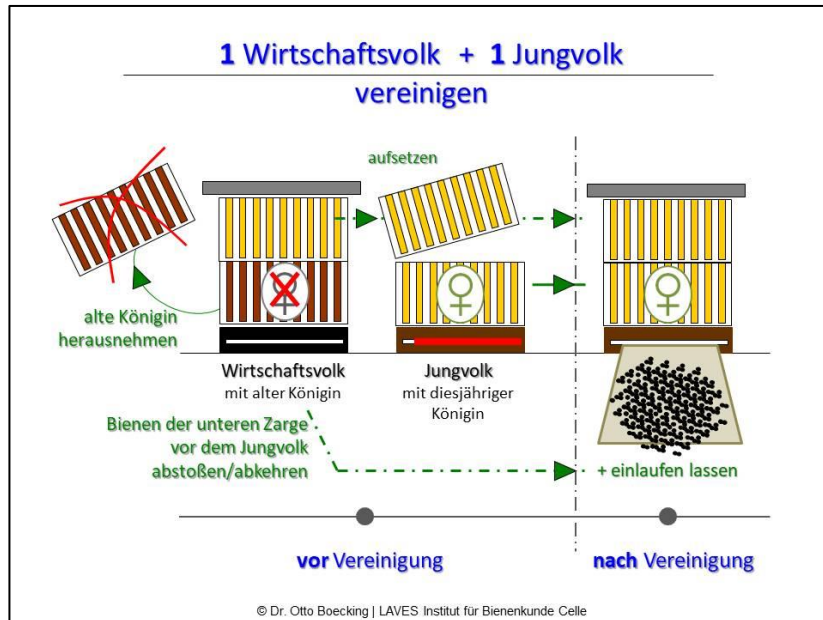 1 Wirtschaftsvolk + 1 Jungvolk
vereinigen
aufsetzen
alte Königin
herausnehmen
Wirtschaftsvolk
mit alter Königin
Jungvolk
mit diesjähriger
Königin
Bienen der unteren Zarge
vor dem Jungvolk
abstoßen/abkehren
+ einlaufen lassen
vor Vereinigung
nach Vereinigung
© Dr. Otto Boecking | LAVES Institut für Bienenkunde Celle